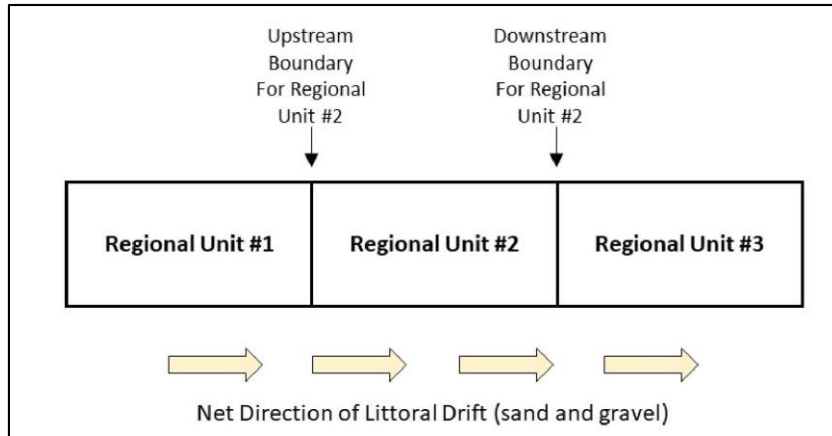 Upstream
Boundary
For Regional
Unit #2
Downstream
Boundary
For Regional
Unit #2
Regional Unit #1
Regional Unit #2
Regional Unit #3
Net Direction of Littoral Drift (sand and gravel)